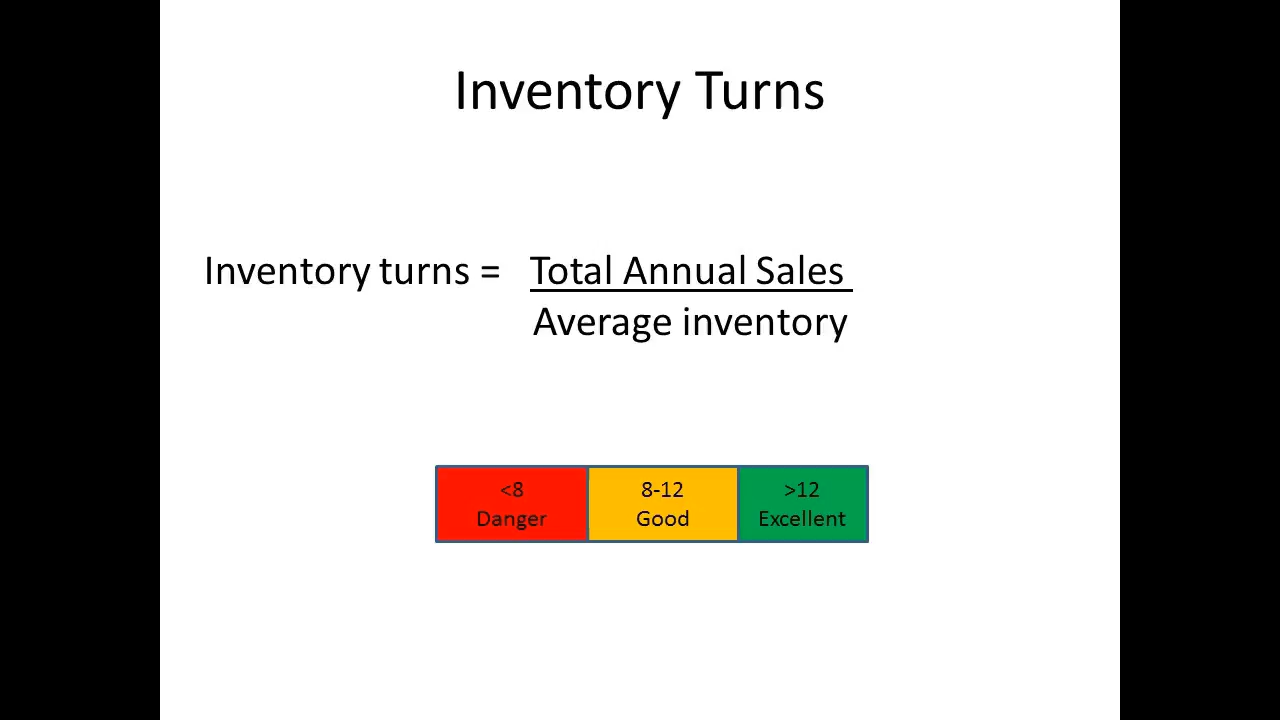 Inventory Turns
Inventory turns = Total Annual Sales
Average inventory
<8 8-12 >12
Danger Good Excellent